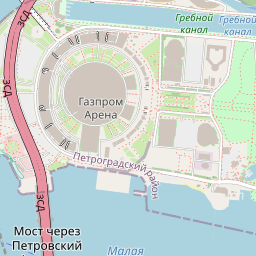 ЗСД
Гребной
канал
Гребной
канал
ЗСД
Газпром
Арена
Петроградский район
ЗСД
Мост через
Петровский
Малая